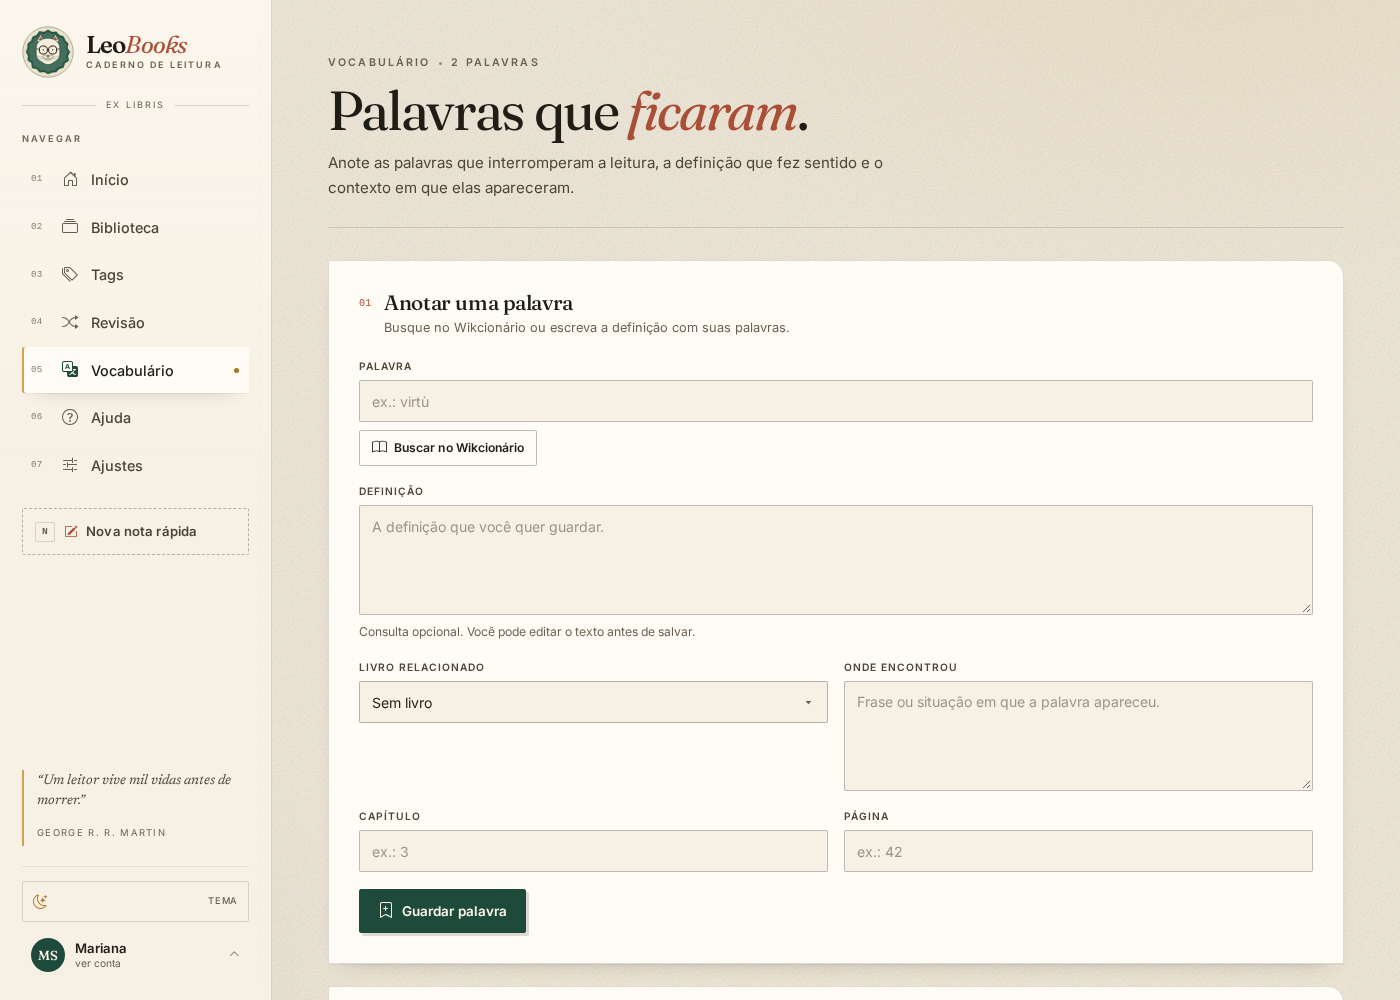 LeoBooks
CADERNO DE LEITURA
EX LIBRIS
NAVEGAR
01 Início
02 Biblioteca
03 Tags
04 Revisão
05 Vocabulário
06 Ajuda
07 Ajustes
N Nova nota rápida
“Um leitor vive mil vidas antes de
morrer.”
GEORGE R. R. MARTIN
TEMA
MS Mariana
ver conta
VOCABULÁRIO • 2 PALAVRAS
Palavras que ficaram.
Anote as palavras que interromperam a leitura, a definição que fez sentido e o
contexto em que elas apareceram.
01 Anotar uma palavra
Busque no Wikcionário ou escreva a definição com suas palavras.
PALAVRA
ex.: virtù
Buscar no Wikcionário
DEFINIÇÃO
A definição que você quer guardar.
Consulta opcional. Você pode editar o texto antes de salvar.
LIVRO RELACIONADO
Sem livro
ONDE ENCONTROU
Frase ou situação em que a palavra apareceu.
CAPÍTULO
ex.: 3
PÁGINA
ex.: 42
Guardar palavra